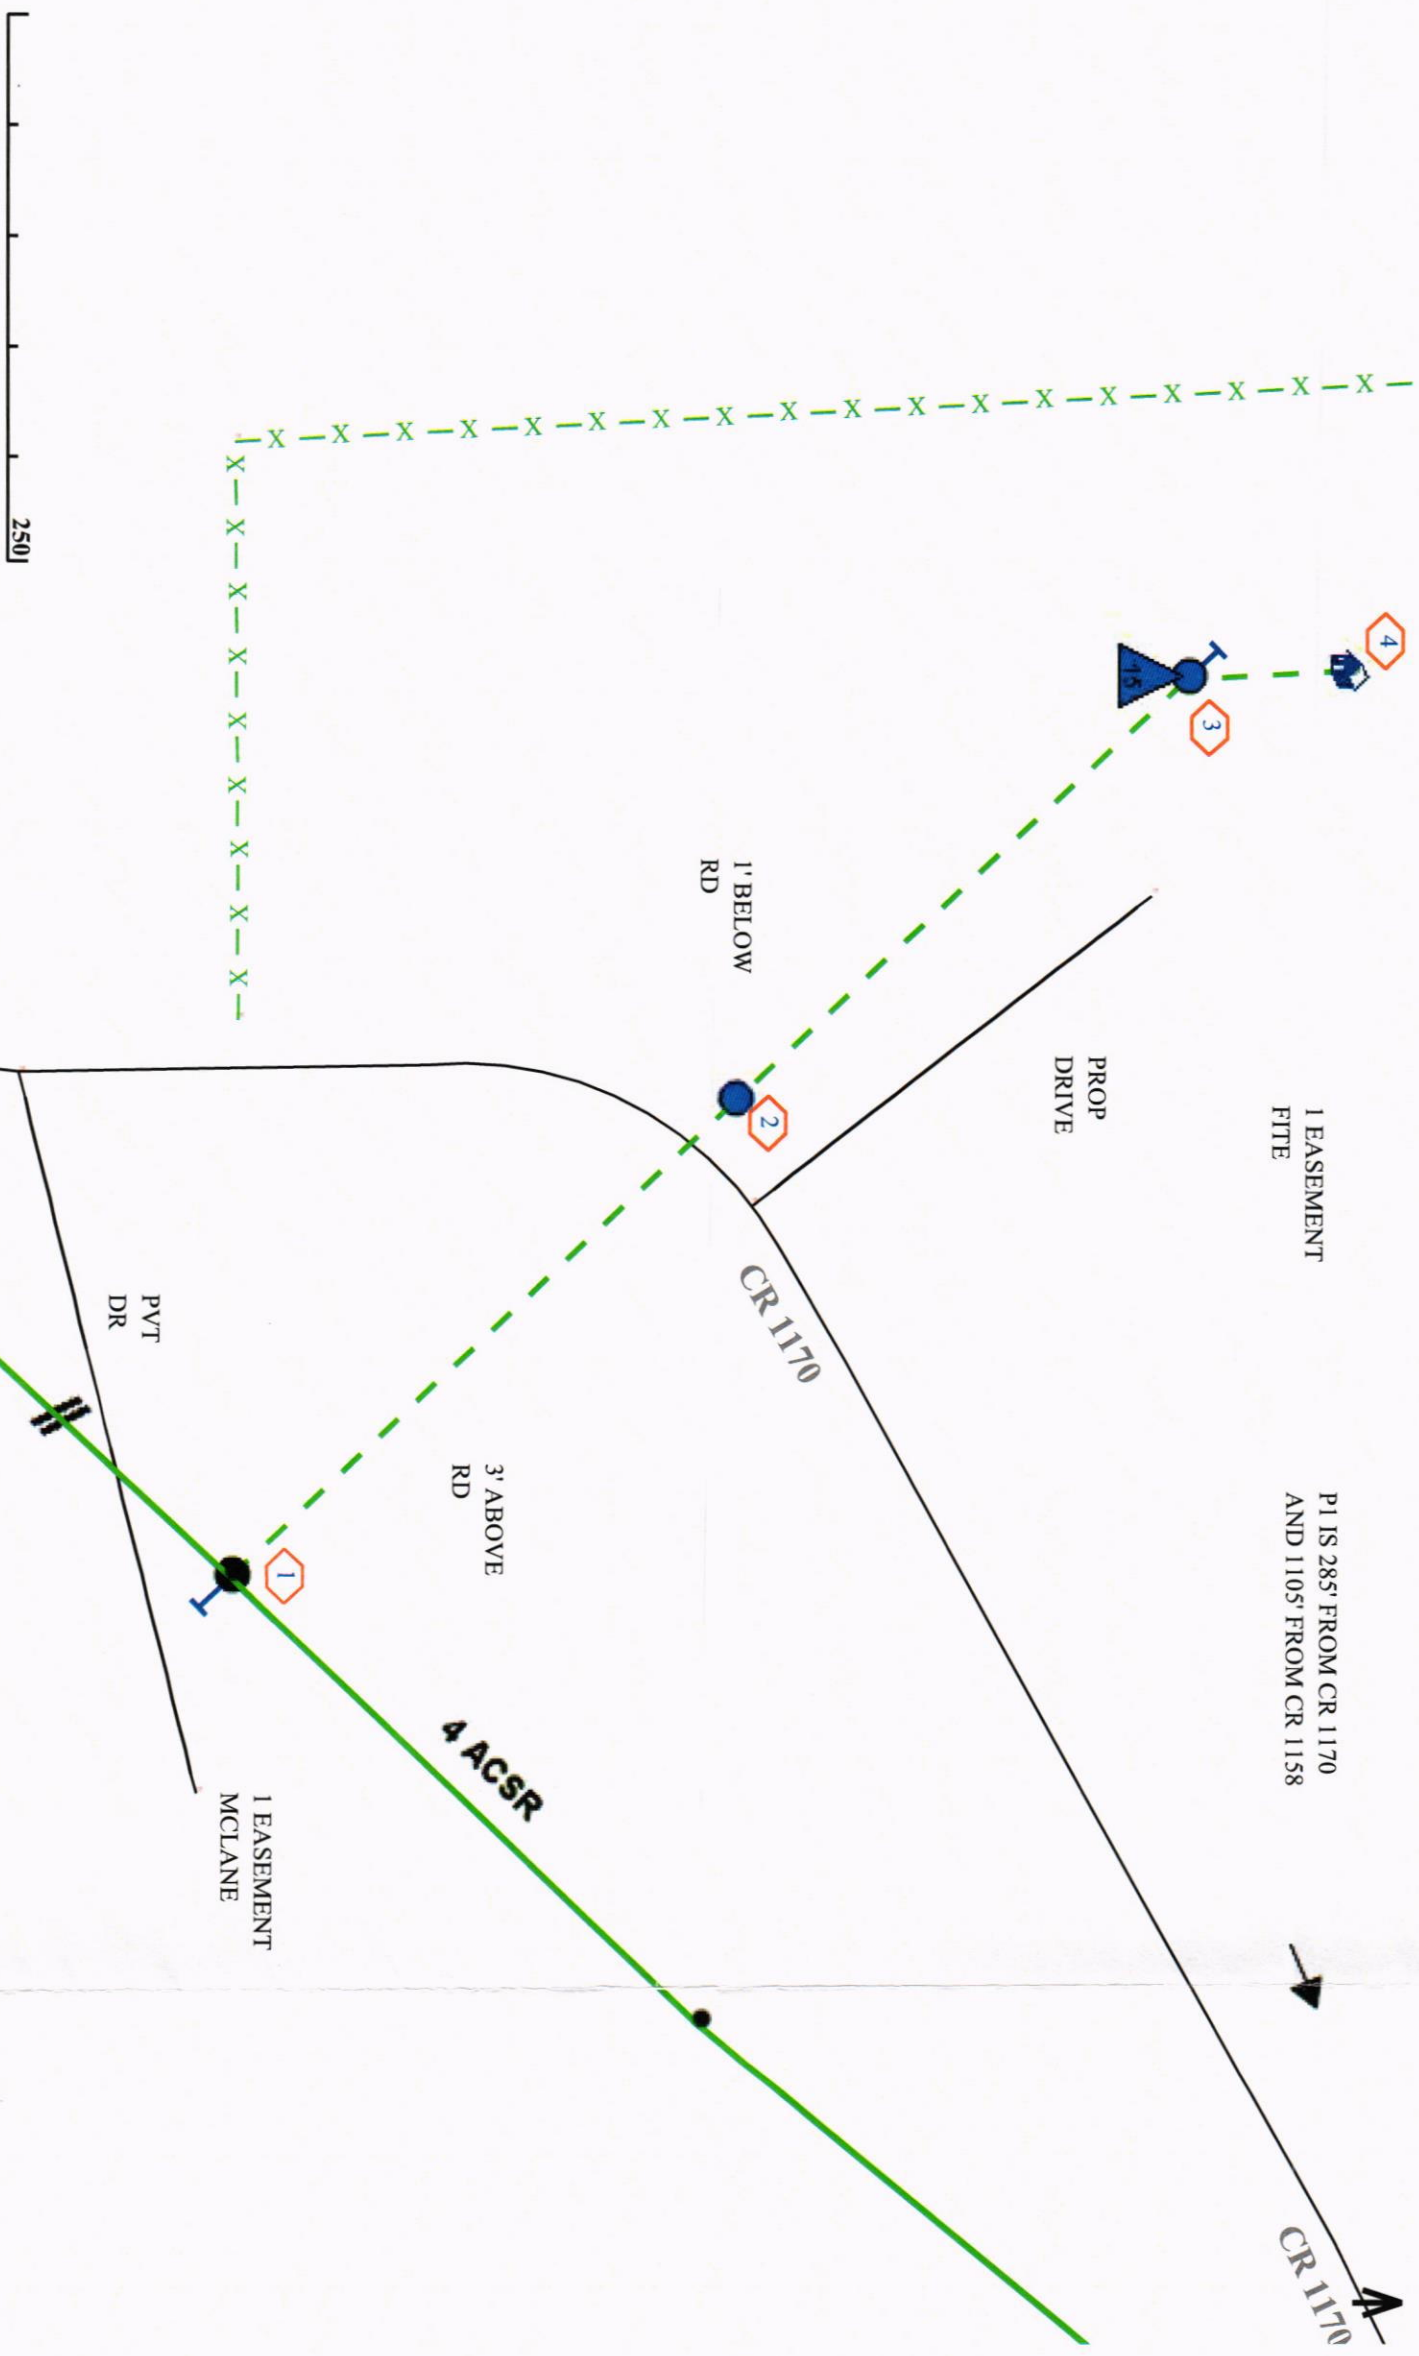 4
1 EASEMENT
FITE
P1 IS 285' FROM CR 1170
AND 1105' FROM CR 1158
CR 1170
3
15
PROP
DRIVE
CR 1170
2
1' BELOW
RD
3' ABOVE
RD
4 ACSR
1
1 EASEMENT
MCLANE
PVT
DR
250